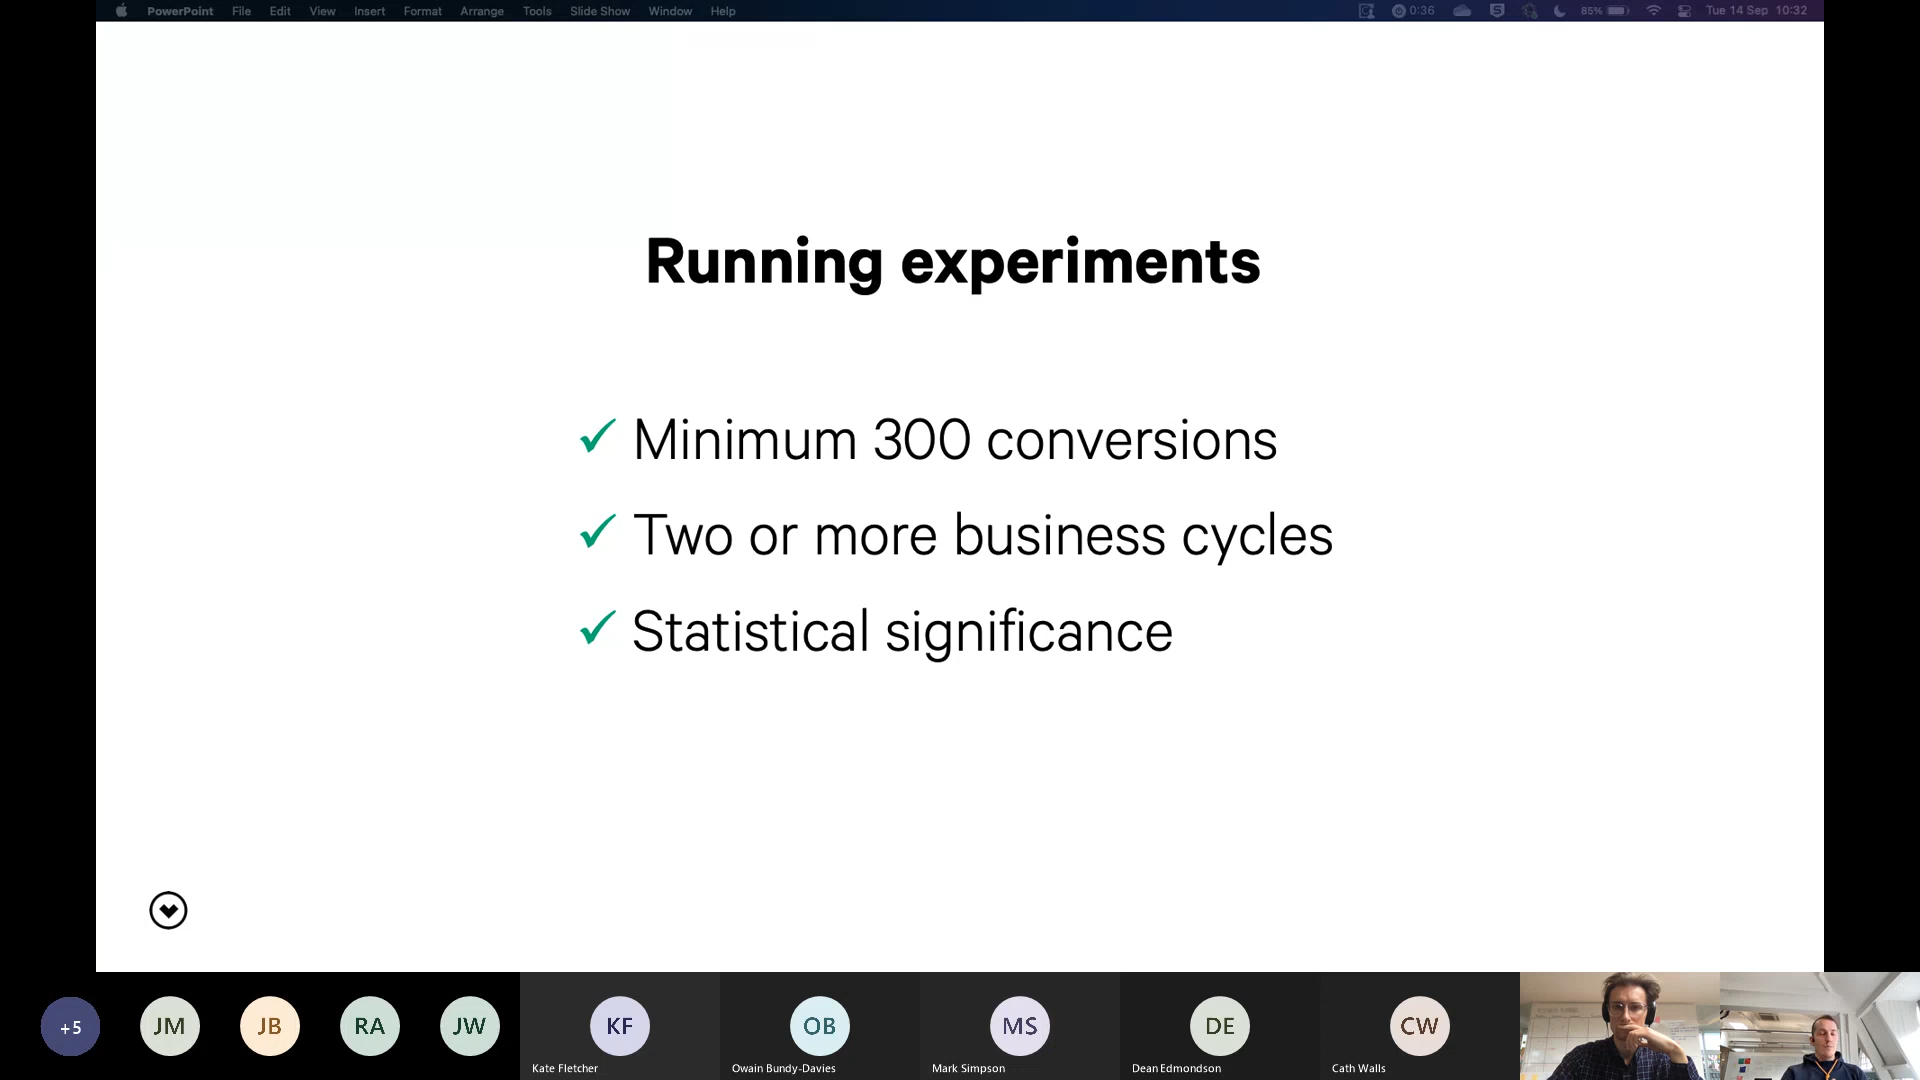 PowerPoint File Edit View Insert Format Arrange Tools Slide Show Window Help 0:36 5 85% Tue 14 Sep 10:32
Running experiments
✓ Minimum 300 conversions
✓ Two or more business cycles
✓ Statistical significance
+5 JM JB RA JW KF OB MS DE CW
Kate Fletcher Owain Bundy-Davies Mark Simpson Dean Edmondson Cath Walls